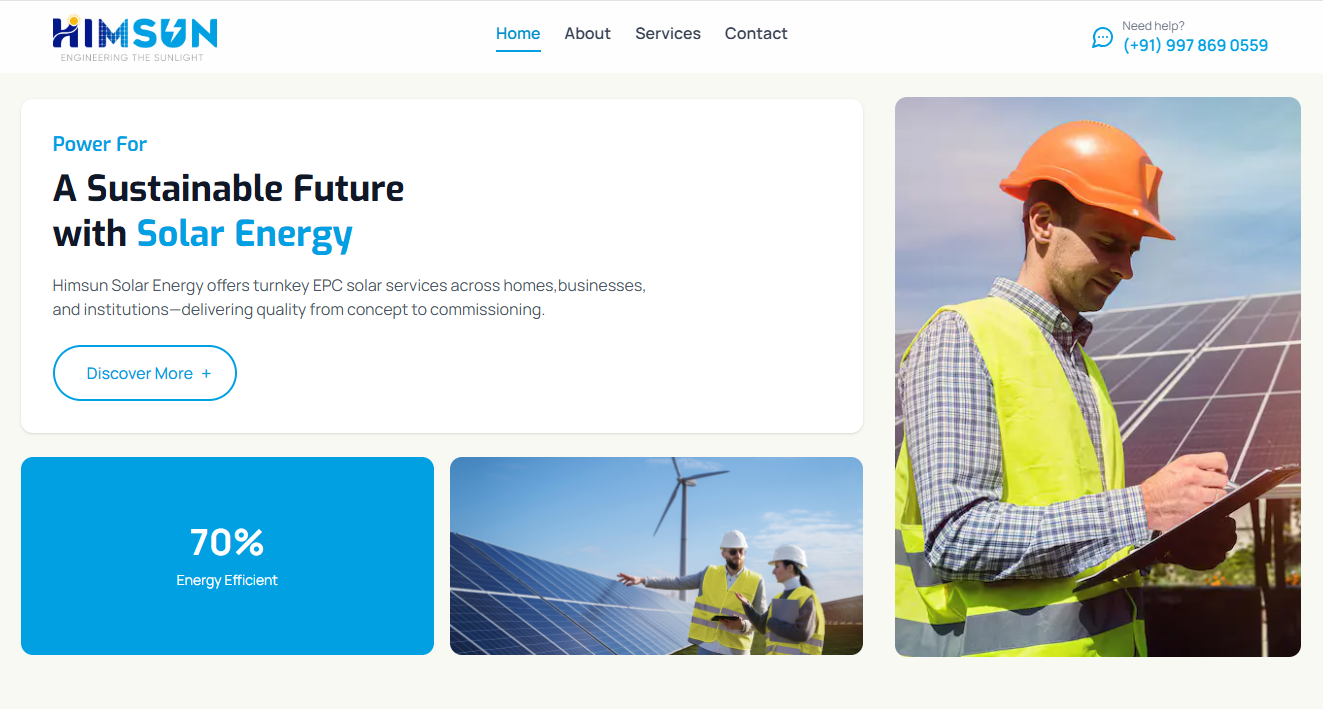 HIMSUN
ENGINEERING THE SUNLIGHT
Home
About
Services
Contact
Need help?
(+91) 997 869 0559
Power For
A Sustainable Future
with Solar Energy
Himsun Solar Energy offers turnkey EPC solar services across homes,businesses,
and institutions—delivering quality from concept to commissioning.
Discover More +
70%
Energy Efficient